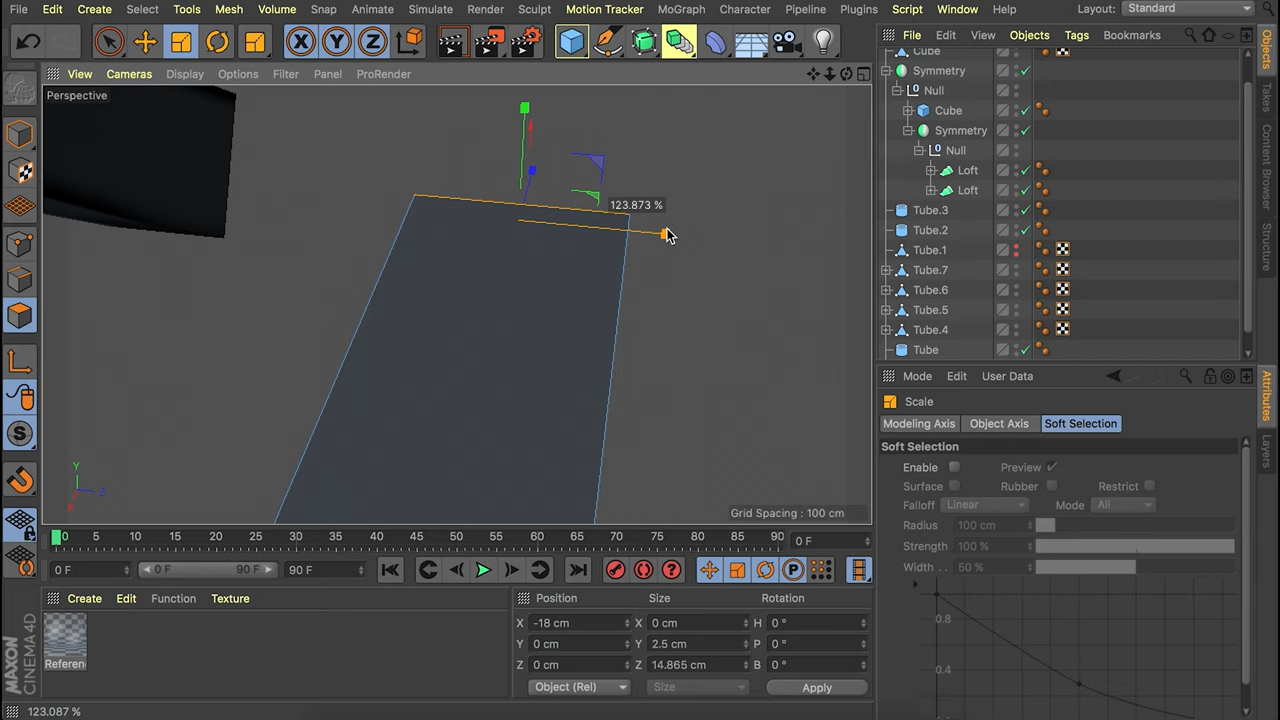 File Edit Create Select Tools Mesh Volume Snap Animate Simulate Render Sculpt Motion Tracker MoGraph Character Pipeline Plugins Script Window Help Layout: Standard
X Y Z
File Edit View Objects Tags Bookmarks
View Cameras Display Options Filter Panel ProRender
Perspective
Cube
Symmetry
Null
Cube
Symmetry
Null
Loft
Loft
Tube.3
Tube.2
Tube.1
Tube.7
Tube.6
Tube.5
Tube.4
Tube
Objects
Takes
Content Browser
Structure
123.873 %
S
Y
Z
Grid Spacing : 100 cm
Mode Edit User Data
Scale
Modeling Axis Object Axis Soft Selection
Soft Selection
Enable Preview
Surface Rubber Restrict
Falloff Linear Mode All
Radius 100 cm
Strength 100 %
Width . . 50 %
0.8
0.4
Attributes
Layers
0 5 10 15 20 25 30 35 40 45 50 55 60 65 70 75 80 85 90 0 F
0 F 0 F 90 F 90 F
P
Create Edit Function Texture
Referen
Position Size Rotation
X -18 cm X 0 cm H 0 °
Y 0 cm Y 2.5 cm P 0 °
Z 0 cm Z 14.865 cm B 0 °
Object (Rel) Size Apply
MAXON
CINEMA 4D
123.087 %